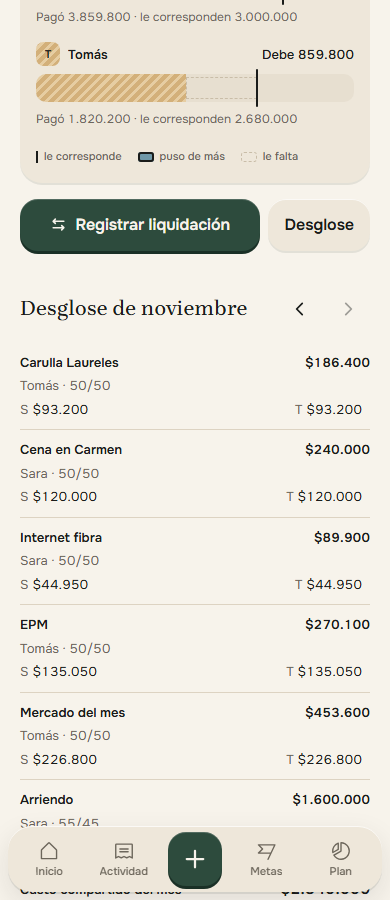 Pagó 3.859.800 · le corresponden 3.000.000
T Tomás Debe 859.800
Pagó 1.820.200 · le corresponden 2.680.000
le corresponde puso de más le falta
Registrar liquidación Desglose
Desglose de noviembre
Carulla Laureles $186.400
Tomás · 50/50
S $93.200 T $93.200
Cena en Carmen $240.000
Sara · 50/50
S $120.000 T $120.000
Internet fibra $89.900
Sara · 50/50
S $44.950 T $44.950
EPM $270.100
Tomás · 50/50
S $135.050 T $135.050
Mercado del mes $453.600
Tomás · 50/50
S $226.800 T $226.800
Arriendo $1.600.000
Sara · 55/45
Inicio Actividad Metas Plan